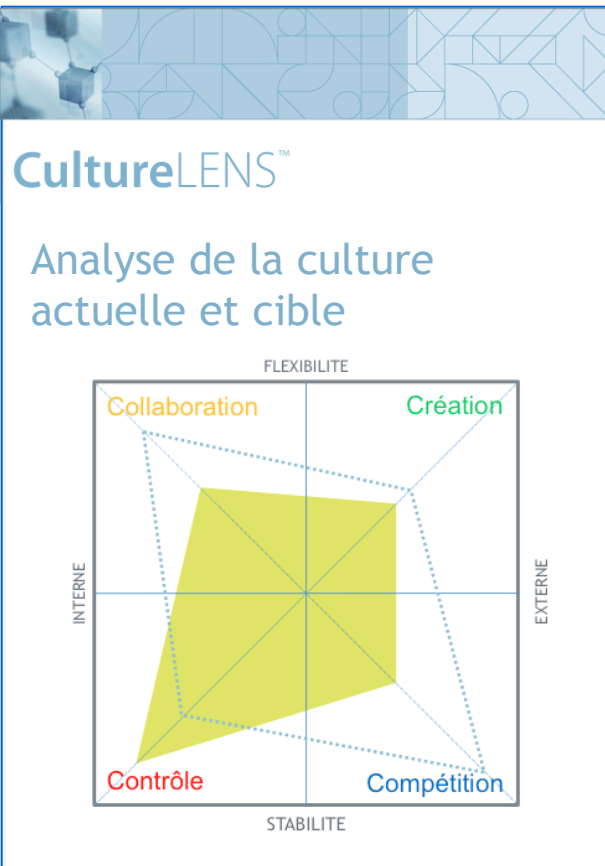 CultureLENS™
Analyse de la culture
actuelle et cible
FLEXIBILITE
Collaboration
Création
INTERNE
EXTERNE
Contrôle
Compétition
STABILITE